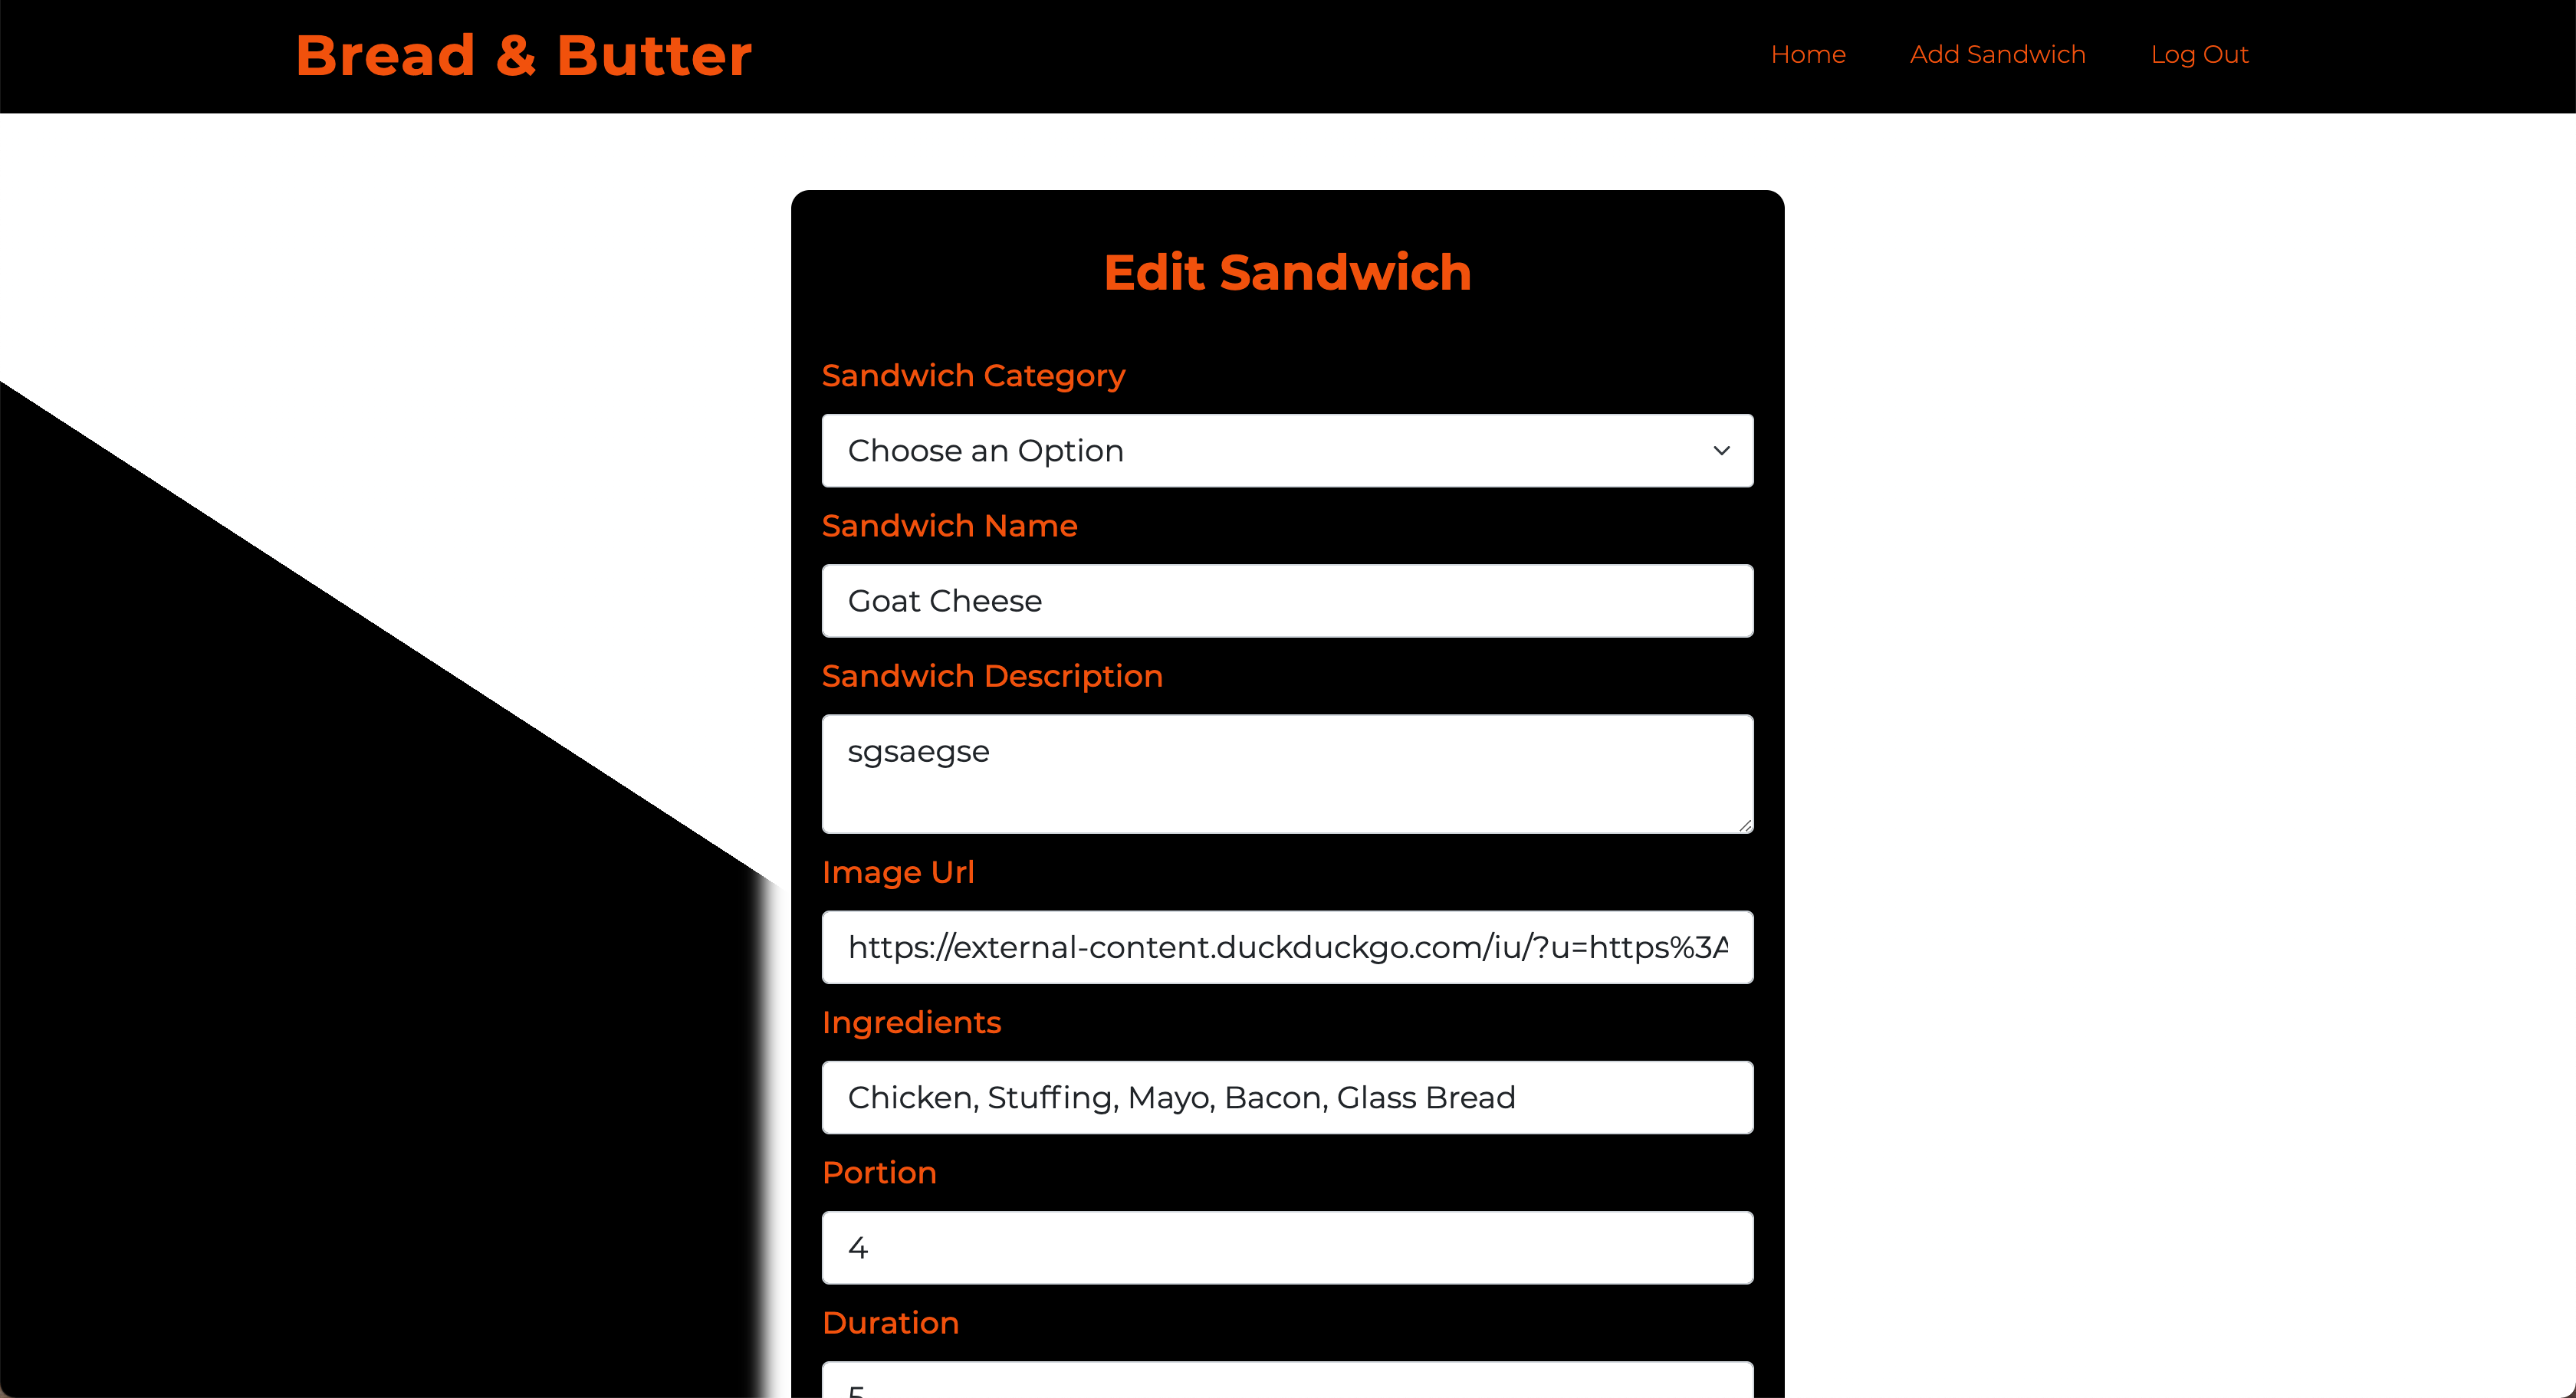 Bread & Butter
Home Add Sandwich Log Out
Edit Sandwich
Sandwich Category
Choose an Option
Sandwich Name
Goat Cheese
Sandwich Description
sgsaegse
Image Url
https://external-content.duckduckgo.com/iu/?u=https%3A
Ingredients
Chicken, Stuffing, Mayo, Bacon, Glass Bread
Portion
4
Duration
5